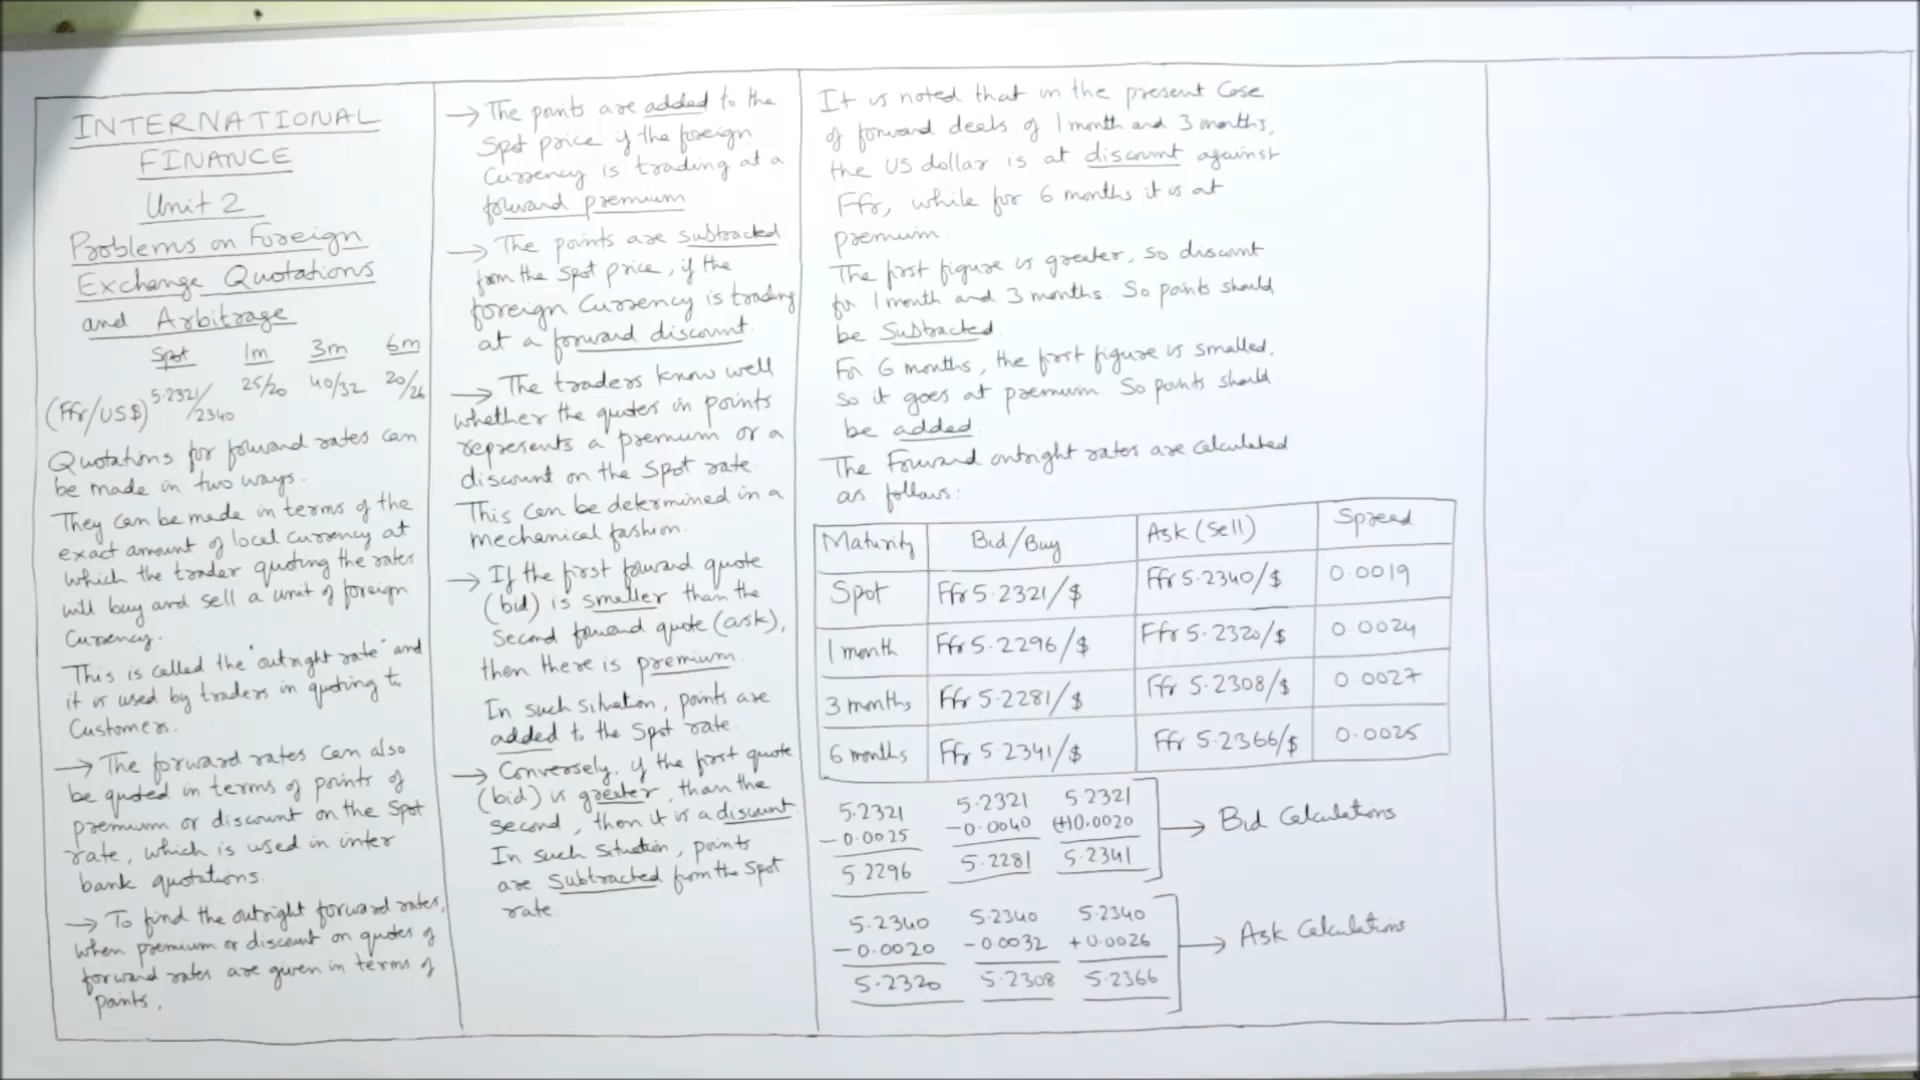 INTERNATIONAL
FINANCE
Unit 2
Problems on Foreign
Exchange Quotations
and Arbitrage
Spot 1m 3m 6m
(Ffr/US$) 5.2321/2340 25/20 40/32 20/26
Quotations for forward rates can
be made in two ways.
They can be made in terms of the
exact amount of local currency at
which the trader quoting the rates
will buy and sell a unit of foreign
Currency.
This is called the "outright rate" and
it is used by traders in quoting to
Customers.
→ The forward rates can also
be quoted in terms of points of
premium or discount on the Spot
rate, which is used in inter
bank quotations.
→ To find the outright forward rates,
when premium or discount on quotes of
forward rates are given in terms of
points,
→ The points are added to the
Spot price if the foreign
Currency is trading at a
forward premium
→ The points are subtracted
from the Spot price, if the
foreign Currency is trading
at a forward discount.
→ The traders know well
whether the quotes in points
represents a premium or a
discount on the Spot rate.
This can be determined in a
mechanical fashion.
→ If the first forward quote
(bid) is smaller than the
Second forward quote (ask),
then there is premium.
In such situation, points are
added to the Spot rate.
→ Conversely, if the first quote
(bid) is greater, than the
second, then it is a discount.
In such situation, points
are subtracted from the Spot
rate.
It is noted that in the present Case
of forward deals of 1 month and 3 months,
the US dollar is at discount against
Ffr, while for 6 months it is at
premium.
The first figure is greater, so discount
for 1 month and 3 months. So points should
be Subtracted.
For 6 months, the first figure is smalled,
so it goes at premium So points should
be added.
The Forward outright rates are calculated
as follows:
Maturity Bid/Buy Ask (Sell) Spread
Spot Ffr 5.2321/$ Ffr 5.2340/$ 0.0019
1 month Ffr 5.2296/$ Ffr 5.2320/$ 0.0024
3 months Ffr 5.2281/$ Ffr 5.2308/$ 0.0027
6 months Ffr 5.2341/$ Ffr 5.2366/$ 0.0025
5.2321 5.2321 5.2321
-0.0025 -0.0040 (+)0.0020 → Bid Calculations
5.2296 5.2281 5.2341
5.2340 5.2340 5.2340
-0.0020 -0.0032 +0.0026 → Ask Calculations
5.2320 5.2308 5.2366